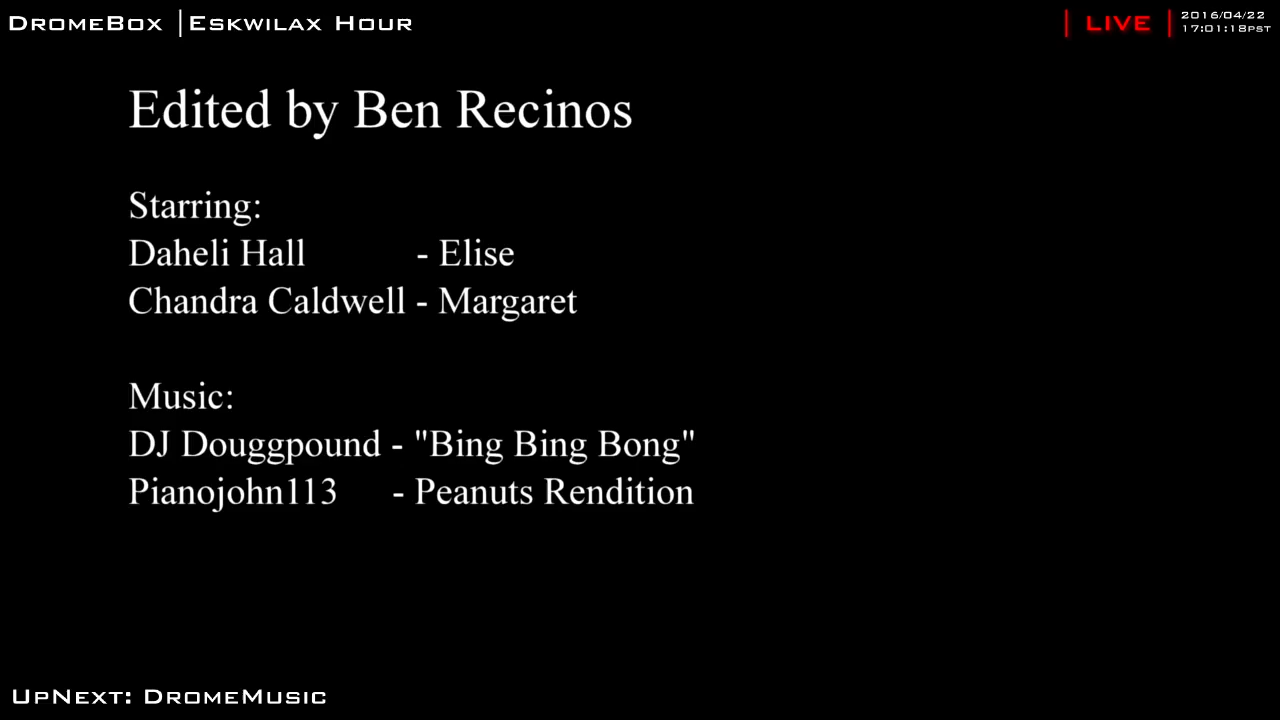 DromeBox |Eskwilax Hour
| LIVE |
2016/04/22
17:01:18PST
Edited by Ben Recinos
Starring:
Daheli Hall - Elise
Chandra Caldwell - Margaret
Music:
DJ Douggpound - "Bing Bing Bong"
Pianojohn113 - Peanuts Rendition
UpNext: DromeMusic